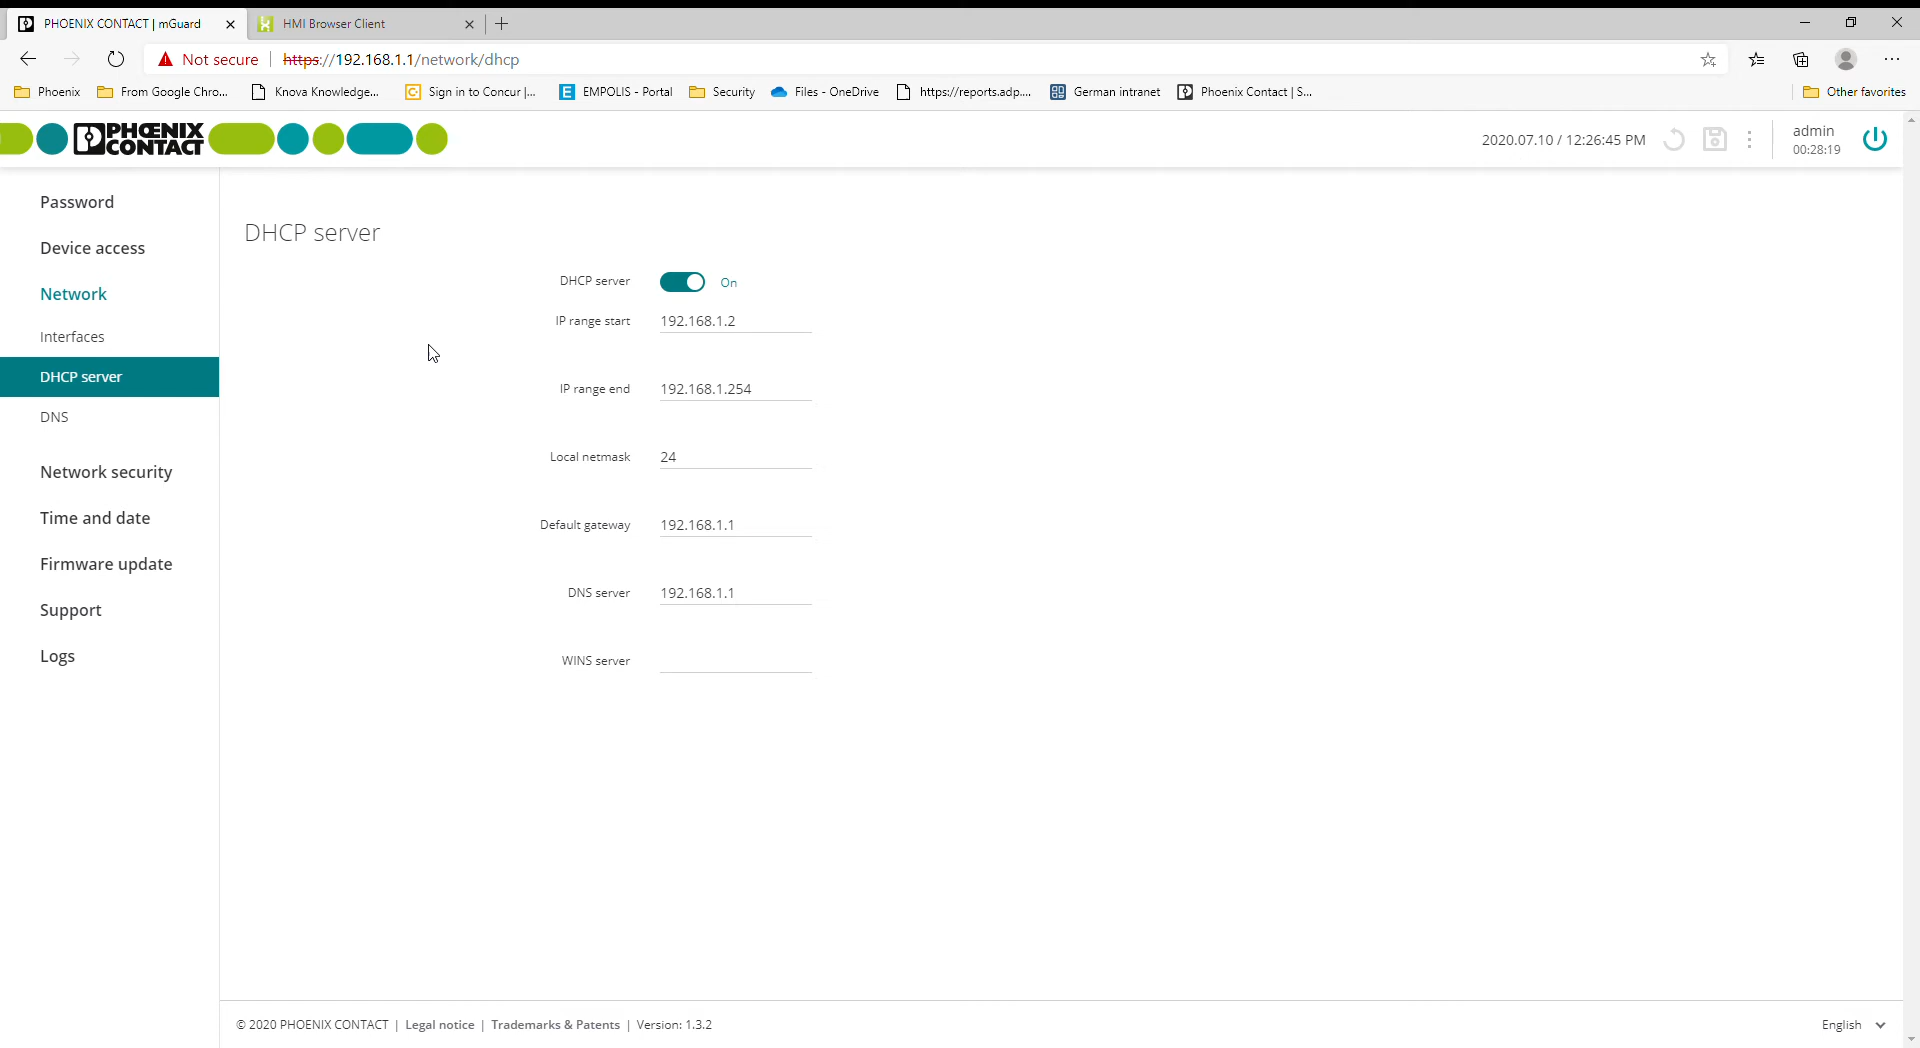 PHOENIX CONTACT | mGuard
HMI Browser Client
Not secure
https://192.168.1.1/network/dhcp
Phoenix
From Google Chro...
Knova Knowledge...
Sign in to Concur |...
EMPOLIS - Portal
Security
Files - OneDrive
https://reports.adp....
German intranet
Phoenix Contact | S...
Other favorites
PHŒNIX
CONTACT
2020.07.10 / 12:26:45 PM
admin
00:28:19
Password
Device access
Network
Interfaces
DHCP server
DNS
Network security
Time and date
Firmware update
Support
Logs
DHCP server
DHCP server On
IP range start 192.168.1.2
IP range end 192.168.1.254
Local netmask 24
Default gateway 192.168.1.1
DNS server 192.168.1.1
WINS server
© 2020 PHOENIX CONTACT | Legal notice | Trademarks & Patents | Version: 1.3.2
English